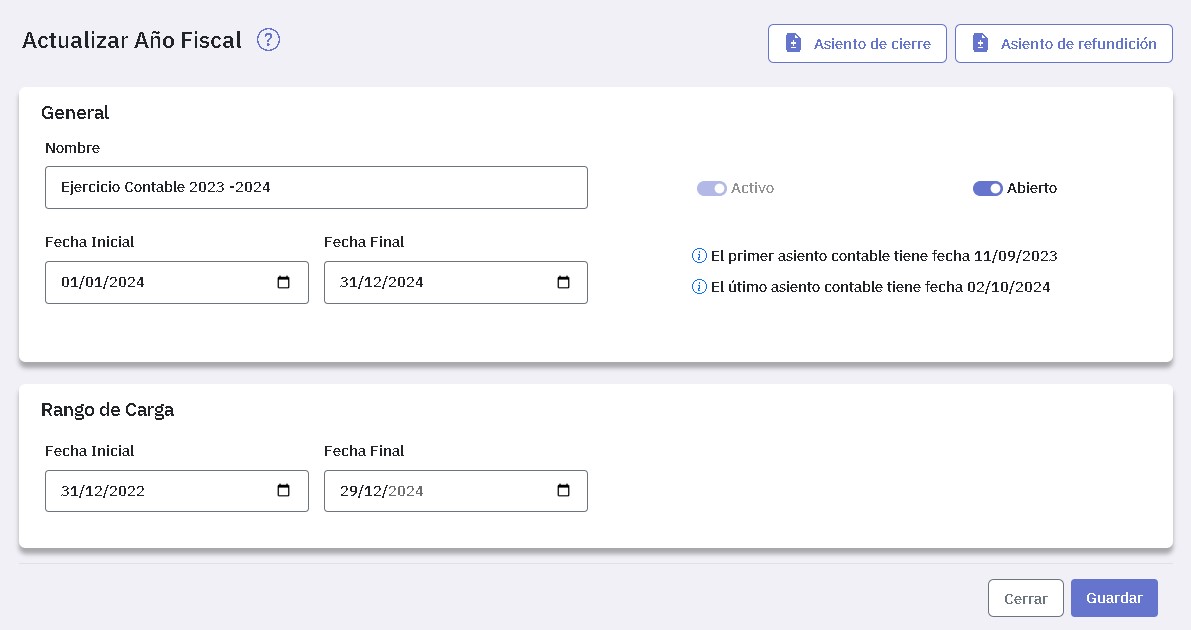 Actualizar Año Fiscal ?
Asiento de cierre
Asiento de refundición
General
Nombre
Ejercicio Contable 2023 -2024
Activo
Abierto
Fecha Inicial
Fecha Final
01/01/2024
31/12/2024
El primer asiento contable tiene fecha 11/09/2023
El útimo asiento contable tiene fecha 02/10/2024
Rango de Carga
Fecha Inicial
Fecha Final
31/12/2022
29/12/2024
Cerrar
Guardar